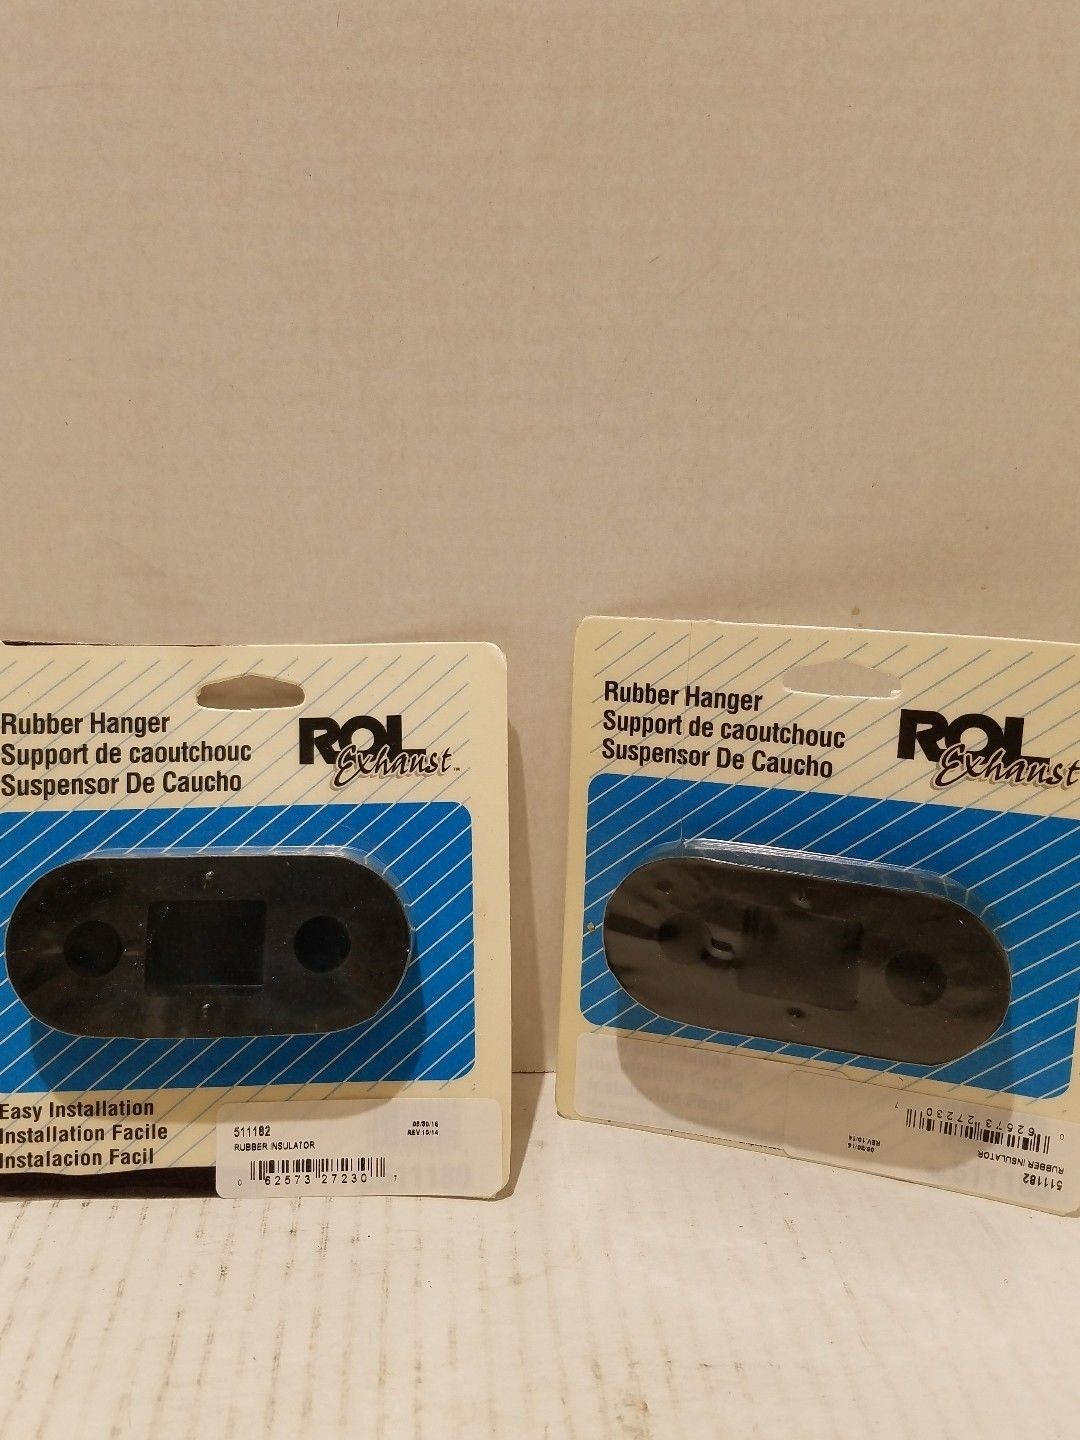 Rubber Hanger
Support de caoutchouc
Suspensor De Caucho
ROL
Exhaust™
Easy Installation
Installation Facile
Instalacion Facil
511182
RUBBER INSULATOR
REV.10/14
0 62573 27230 7
Rubber Hanger
Support de caoutchouc
Suspensor De Caucho
ROL
Exhaust
511182
RUBBER INSULATOR
REV.10/14
0 62573 27230 7